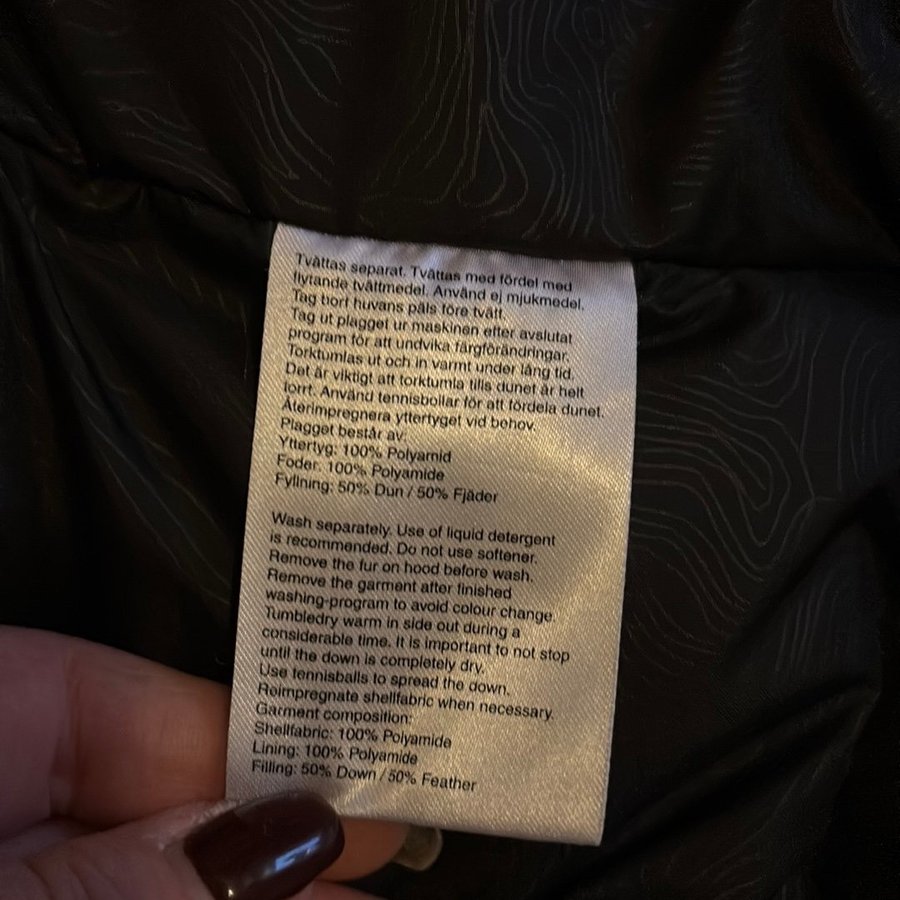 Tvättas separat. Tvättas med fördel med
flytande tvättmedel. Använd ej mjukmedel.
Tag bort huvans päls före tvätt.
Tag ut plagget ur maskinen efter avslutat
program för att undvika färgförändringar.
Torktumlas ut och in varmt under lång tid.
Det är viktigt att torktumla tills dunet är helt
torrt. Använd tennisbollar för att fördela dunet.
Återimpregnera yttertyget vid behov.
Plagget består av:
Yttertyg: 100% Polyamid
Foder: 100% Polyamide
Fyllning: 50% Dun / 50% Fjäder
Wash separately. Use of liquid detergent
is recommended. Do not use softener.
Remove the fur on hood before wash.
Remove the garment after finished
washing-program to avoid colour change.
Tumbledry warm in side out during a
considerable time. It is important to not stop
until the down is completely dry.
Use tennisballs to spread the down.
Reimpregnate shellfabric when necessary.
Garment composition:
Shellfabric: 100% Polyamide
Lining: 100% Polyamide
Filling: 50% Down / 50% Feather